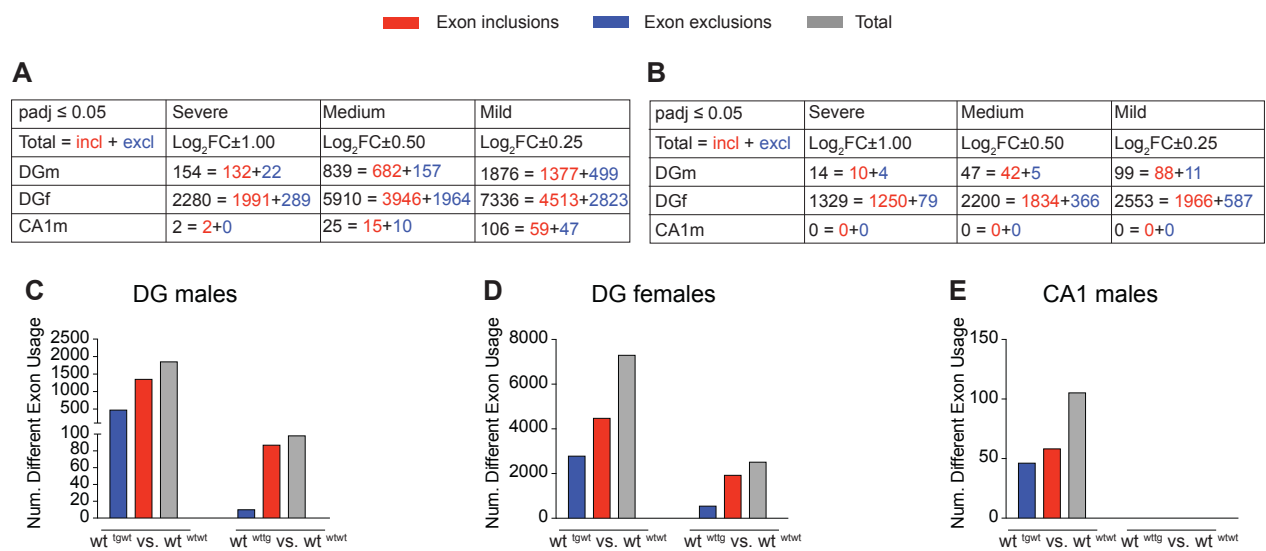 Exon inclusions Exon exclusions Total
A
padj ≤ 0.05 Severe Medium Mild
Total = incl + excl Log₂FC±1.00 Log₂FC±0.50 Log₂FC±0.25
DGm 154 = 132+22 839 = 682+157 1876 = 1377+499
DGf 2280 = 1991+289 5910 = 3946+1964 7336 = 4513+2823
CA1m 2 = 2+0 25 = 15+10 106 = 59+47
B
padj ≤ 0.05 Severe Medium Mild
Total = incl + excl Log₂FC±1.00 Log₂FC±0.50 Log₂FC±0.25
DGm 14 = 10+4 47 = 42+5 99 = 88+11
DGf 1329 = 1250+79 2200 = 1834+366 2553 = 1966+587
CA1m 0 = 0+0 0 = 0+0 0 = 0+0
C DG males
Num. Different Exon Usage
2500
2000
1500
1000
500
100
80
60
40
20
0
wt tgwt vs. wt wtwt wt wttg vs. wt wtwt
D DG females
Num. Different Exon Usage
8000
6000
4000
2000
0
wt tgwt vs. wt wtwt wt wttg vs. wt wtwt
E CA1 males
Num. Different Exon Usage
150
100
50
0
wt tgwt vs. wt wtwt wt wttg vs. wt wtwt